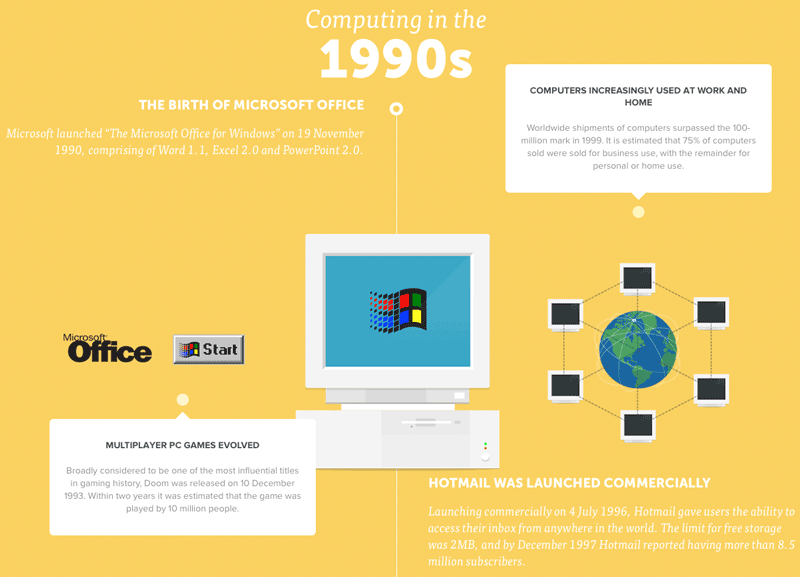 Computing in the
1990s
THE BIRTH OF MICROSOFT OFFICE
Microsoft launched "The Microsoft Office for Windows" on 19 November
1990, comprising of Word 1.1, Excel 2.0 and PowerPoint 2.0.
COMPUTERS INCREASINGLY USED AT WORK AND
HOME
Worldwide shipments of computers surpassed the 100-
million mark in 1999. It is estimated that 75% of computers
sold were sold for business use, with the remainder for
personal or home use.
Microsoft
Office
Start
MULTIPLAYER PC GAMES EVOLVED
Broadly considered to be one of the most influential titles
in gaming history, Doom was released on 10 December
1993. Within two years it was estimated that the game was
played by 10 million people.
HOTMAIL WAS LAUNCHED COMMERCIALLY
Launching commercially on 4 July 1996, Hotmail gave users the ability to
access their inbox from anywhere in the world. The limit for free storage
was 2MB, and by December 1997 Hotmail reported having more than 8.5
million subscribers.